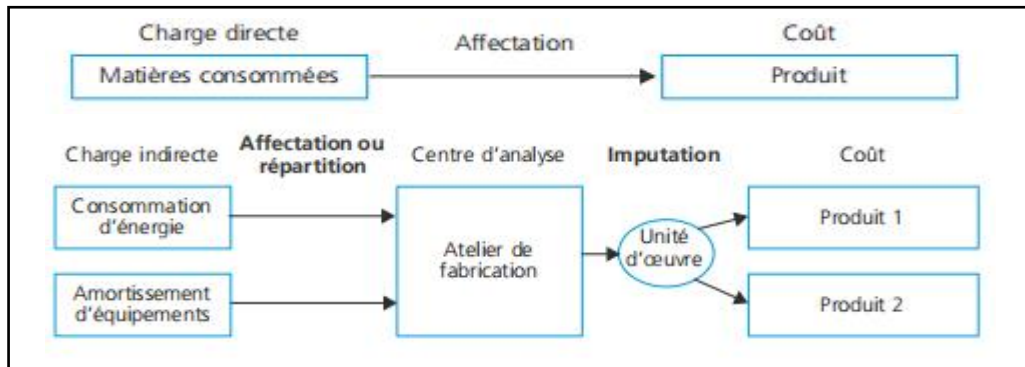 Charge directe
Affectation
Coût
Matières consommées
Produit
Charge indirecte
Affectation ou
répartition
Centre d'analyse
Imputation
Coût
Consommation
d'énergie
Atelier de
fabrication
Unité
d'œuvre
Produit 1
Amortissement
d'équipements
Produit 2